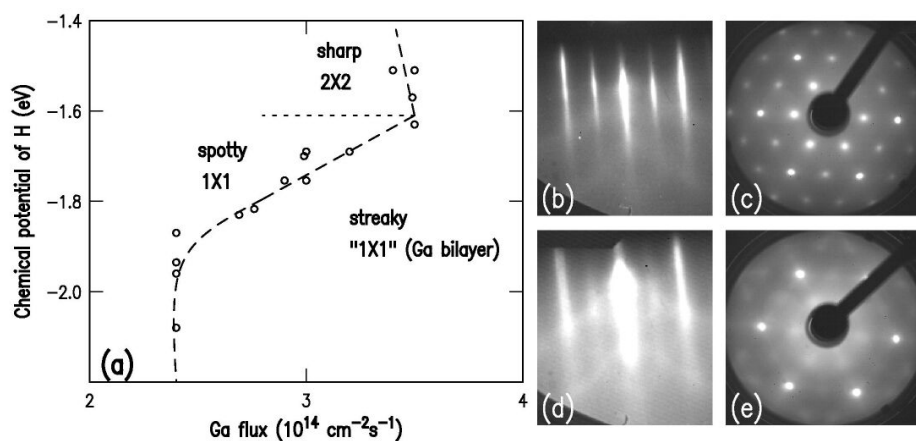 -1.4
-1.6
-1.8
-2.0
Chemical potential of H (eV)
sharp
2X2
spotty
1X1
streaky
"1X1" (Ga bilayer)
(a)
2
3
4
Ga flux (10¹⁴ cm⁻²s⁻¹)
(b)
(c)
(d)
(e)